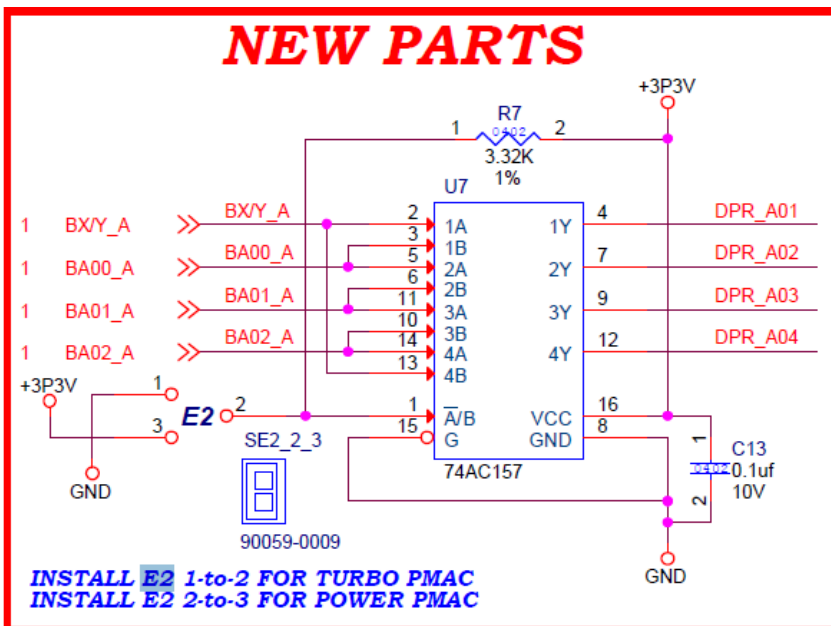 NEW PARTS
+3P3V
R7
1 0402 2
3.32K
1%
U7
1 BX/Y_A BX/Y_A 2 1A 1Y 4 DPR_A01
3 1B
1 BA00_A BA00_A 5 2A 2Y 7 DPR_A02
6 2B
1 BA01_A BA01_A 11 3A 3Y 9 DPR_A03
10 3B
1 BA02_A BA02_A 14 4A 4Y 12 DPR_A04
13 4B
+3P3V 1
E2 2 1 A/B VCC 16
3 15 G GND 8
SE2_2_3
74AC157
GND
90059-0009
1 C13
0402 0.1uf
2 10V
GND
INSTALL E2 1-to-2 FOR TURBO PMAC
INSTALL E2 2-to-3 FOR POWER PMAC